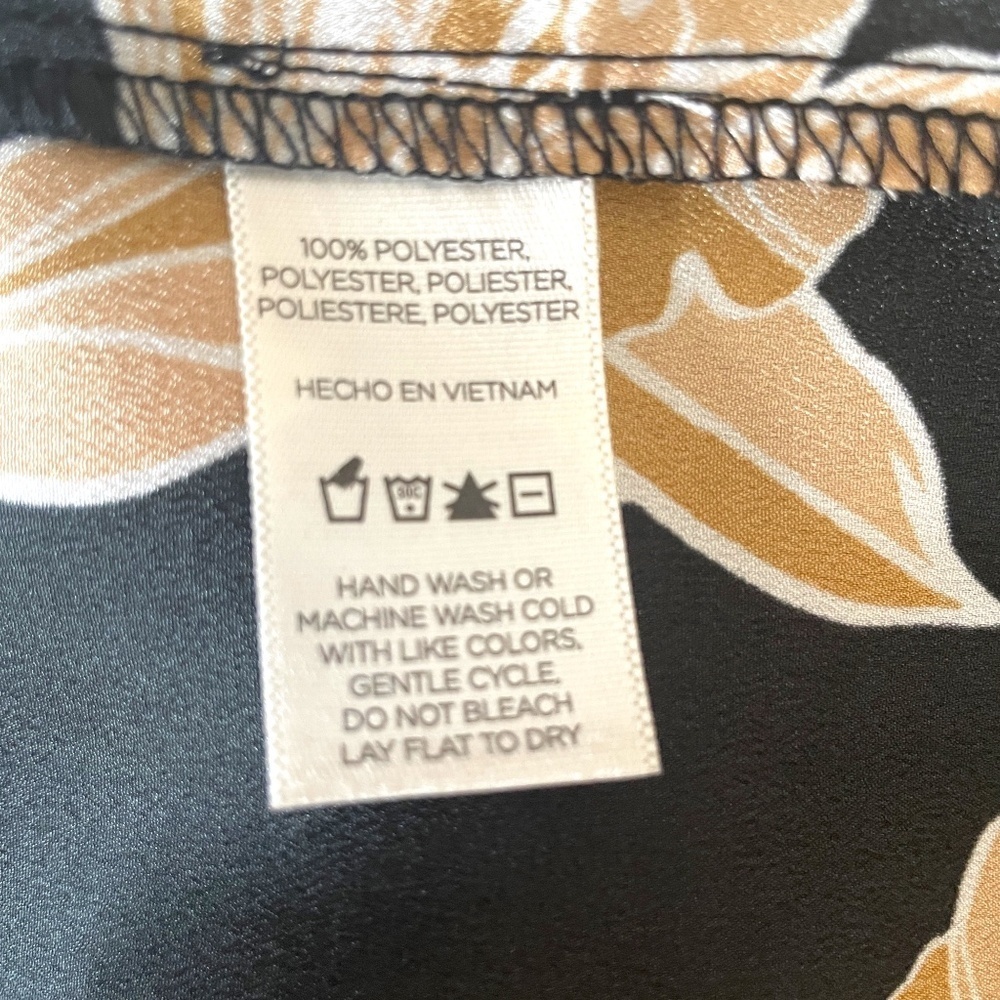 100% POLYESTER,
POLYESTER, POLIESTER,
POLIESTERE, POLYESTER
HECHO EN VIETNAM
30C
HAND WASH OR
MACHINE WASH COLD
WITH LIKE COLORS,
GENTLE CYCLE,
DO NOT BLEACH
LAY FLAT TO DRY